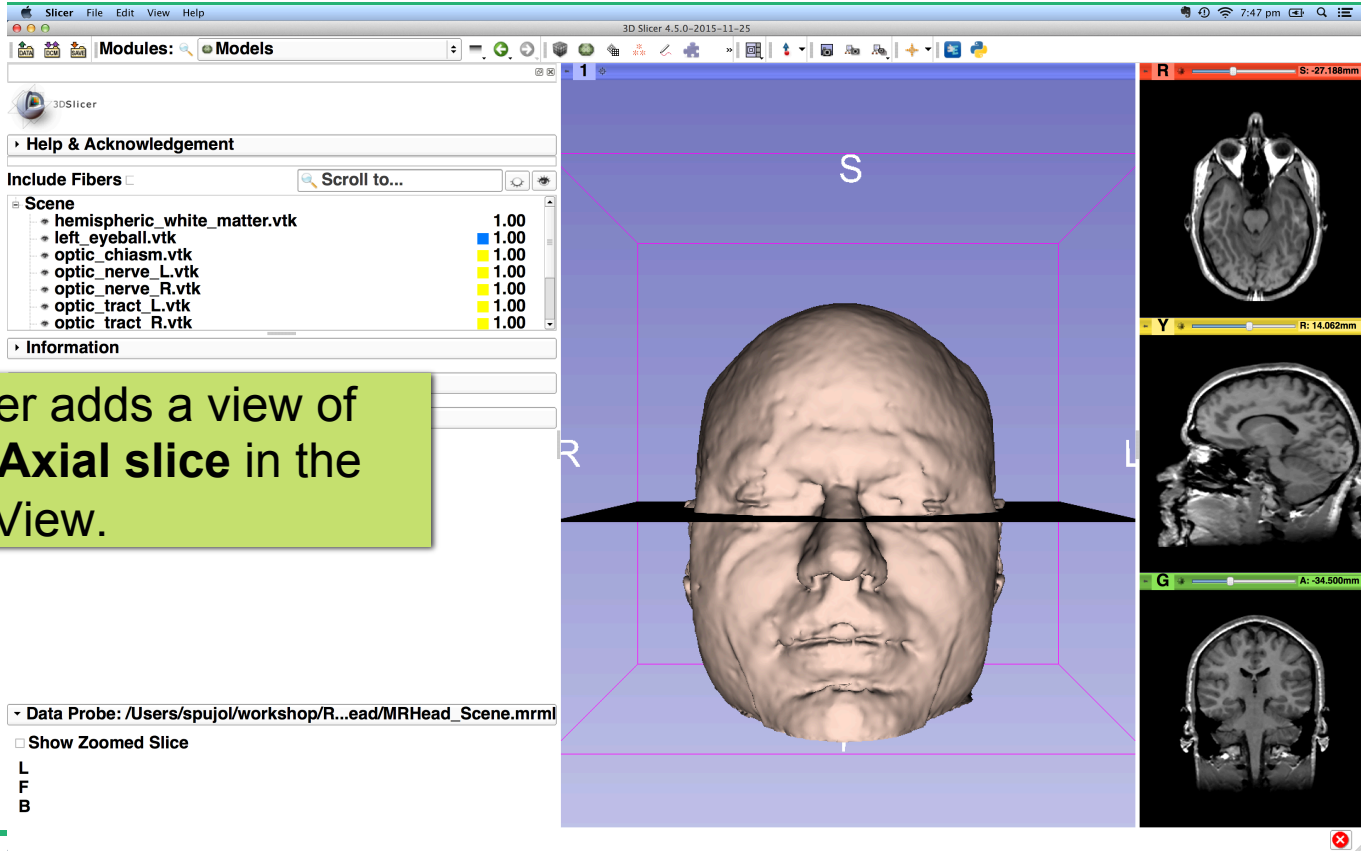 Slicer File Edit View Help 7:47 pm
3D Slicer 4.5.0-2015-11-25
DATA DCM SAVE Modules: Models
1
R S: -27.188mm
3DSlicer
Help & Acknowledgement
Include Fibers Scroll to...
Scene
hemispheric_white_matter.vtk 1.00
left_eyeball.vtk 1.00
optic_chiasm.vtk 1.00
optic_nerve_L.vtk 1.00
optic_nerve_R.vtk 1.00
optic_tract_L.vtk 1.00
optic_tract_R.vtk 1.00
Information
er adds a view of
Axial slice in the
View.
S
R
L
Y R: 14.062mm
G A: -34.500mm
Data Probe: /Users/spujol/workshop/R...ead/MRHead_Scene.mrml
Show Zoomed Slice
L
F
B